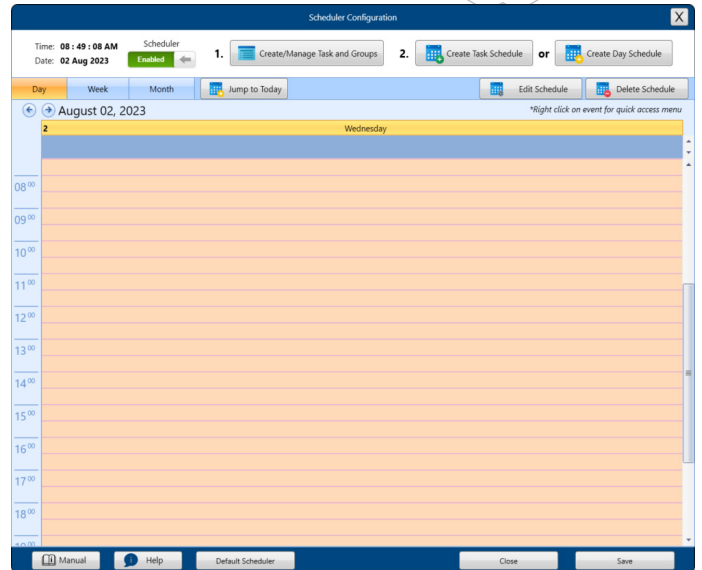 Scheduler Configuration
X
Time: 08 : 49 : 08 AM
Date: 02 Aug 2023
Scheduler
Enabled
1. Create/Manage Task and Groups
2. Create Task Schedule or Create Day Schedule
Day Week Month Jump to Today Edit Schedule Delete Schedule
August 02, 2023 *Right click on event for quick access menu
2 Wednesday
08 00
09 00
10 00
11 00
12 00
13 00
14 00
15 00
16 00
17 00
18 00
Manual Help Default Scheduler Close Save